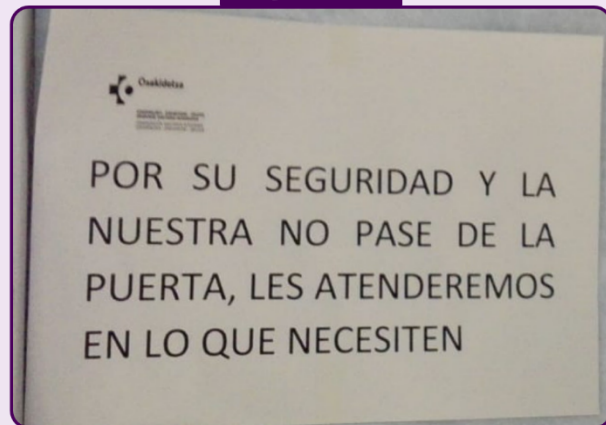 Osakidetza
POR SU SEGURIDAD Y LA
NUESTRA NO PASE DE LA
PUERTA, LES ATENDEREMOS
EN LO QUE NECESITEN